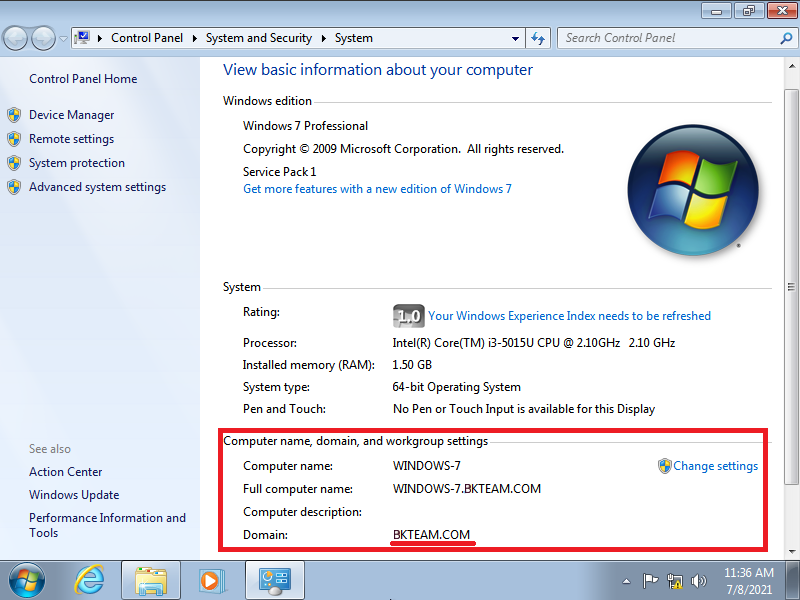 Control Panel System and Security System
Search Control Panel
Control Panel Home
Device Manager
Remote settings
System protection
Advanced system settings
See also
Action Center
Windows Update
Performance Information and
Tools
View basic information about your computer
Windows edition
Windows 7 Professional
Copyright © 2009 Microsoft Corporation. All rights reserved.
Service Pack 1
Get more features with a new edition of Windows 7
System
Rating: 1.0 Your Windows Experience Index needs to be refreshed
Processor: Intel(R) Core(TM) i3-5015U CPU @ 2.10GHz 2.10 GHz
Installed memory (RAM): 1.50 GB
System type: 64-bit Operating System
Pen and Touch: No Pen or Touch Input is available for this Display
Computer name, domain, and workgroup settings
Computer name: WINDOWS-7 Change settings
Full computer name: WINDOWS-7.BKTEAM.COM
Computer description:
Domain: BKTEAM.COM
11:36 AM
7/8/2021